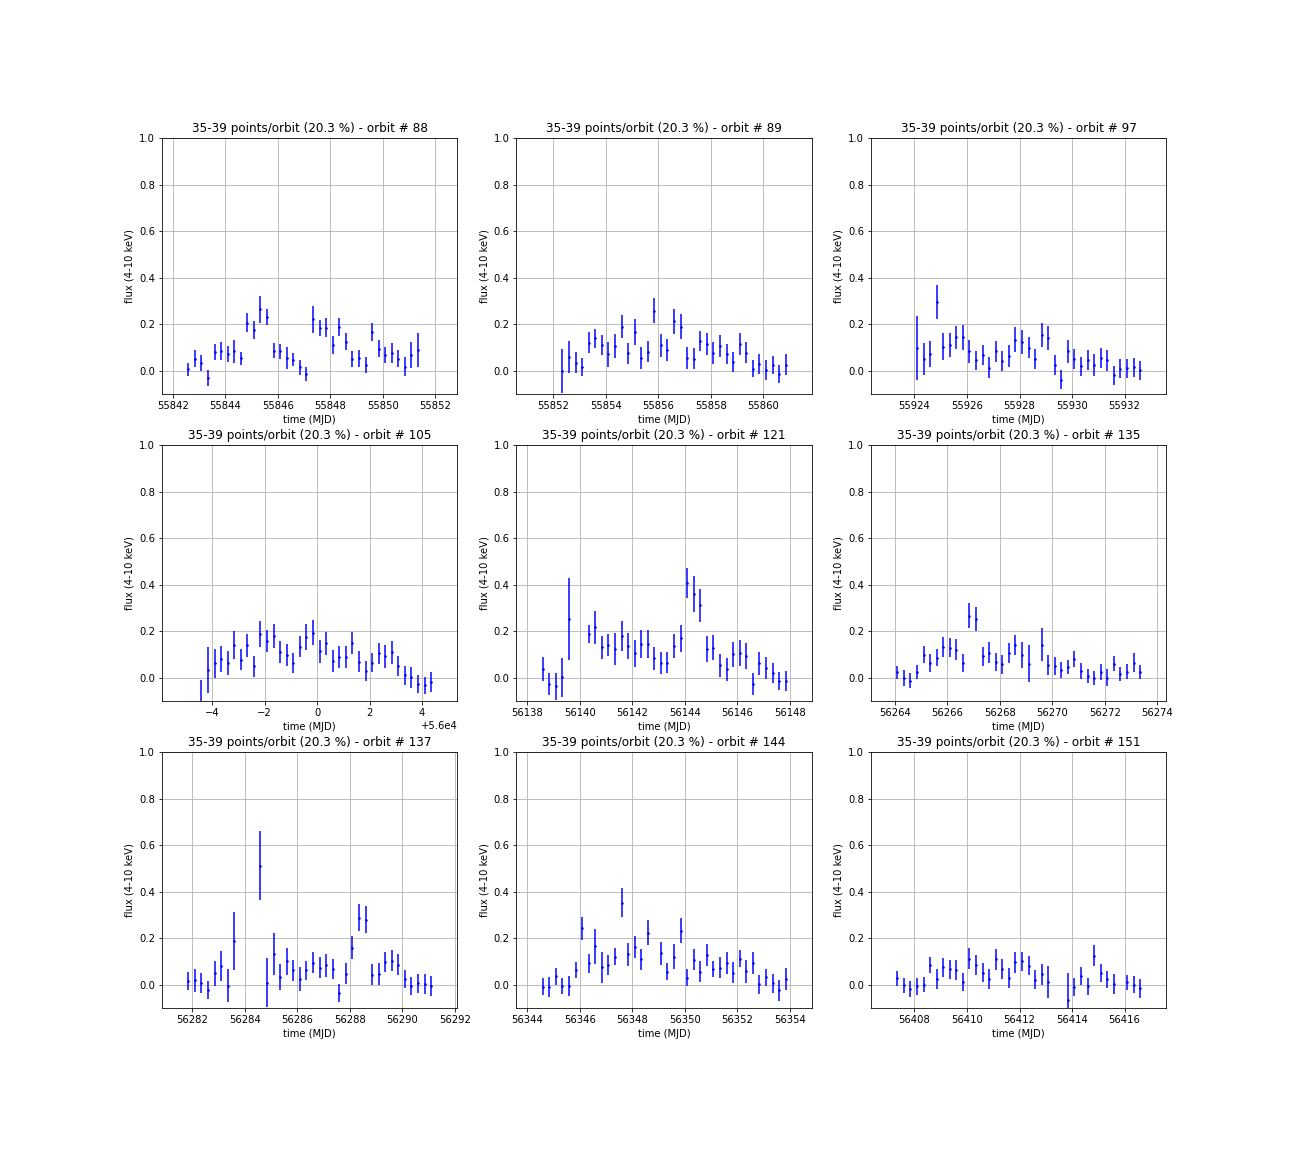 35-39 points/orbit (20.3 %) - orbit # 88
1.0
0.8
0.6
0.4
0.2
0.0
flux (4-10 keV)
55842 55844 55846 55848 55850 55852
time (MJD)
35-39 points/orbit (20.3 %) - orbit # 89
1.0
0.8
0.6
0.4
0.2
0.0
flux (4-10 keV)
55852 55854 55856 55858 55860
time (MJD)
35-39 points/orbit (20.3 %) - orbit # 97
1.0
0.8
0.6
0.4
0.2
0.0
flux (4-10 keV)
55924 55926 55928 55930 55932
time (MJD)
35-39 points/orbit (20.3 %) - orbit # 105
1.0
0.8
0.6
0.4
0.2
0.0
flux (4-10 keV)
−4 −2 0 2 4
time (MJD)
+5.6e4
35-39 points/orbit (20.3 %) - orbit # 121
1.0
0.8
0.6
0.4
0.2
0.0
flux (4-10 keV)
56138 56140 56142 56144 56146 56148
time (MJD)
35-39 points/orbit (20.3 %) - orbit # 135
1.0
0.8
0.6
0.4
0.2
0.0
flux (4-10 keV)
56264 56266 56268 56270 56272 56274
time (MJD)
35-39 points/orbit (20.3 %) - orbit # 137
1.0
0.8
0.6
0.4
0.2
0.0
flux (4-10 keV)
56282 56284 56286 56288 56290 56292
time (MJD)
35-39 points/orbit (20.3 %) - orbit # 144
1.0
0.8
0.6
0.4
0.2
0.0
flux (4-10 keV)
56344 56346 56348 56350 56352 56354
time (MJD)
35-39 points/orbit (20.3 %) - orbit # 151
1.0
0.8
0.6
0.4
0.2
0.0
flux (4-10 keV)
56408 56410 56412 56414 56416
time (MJD)